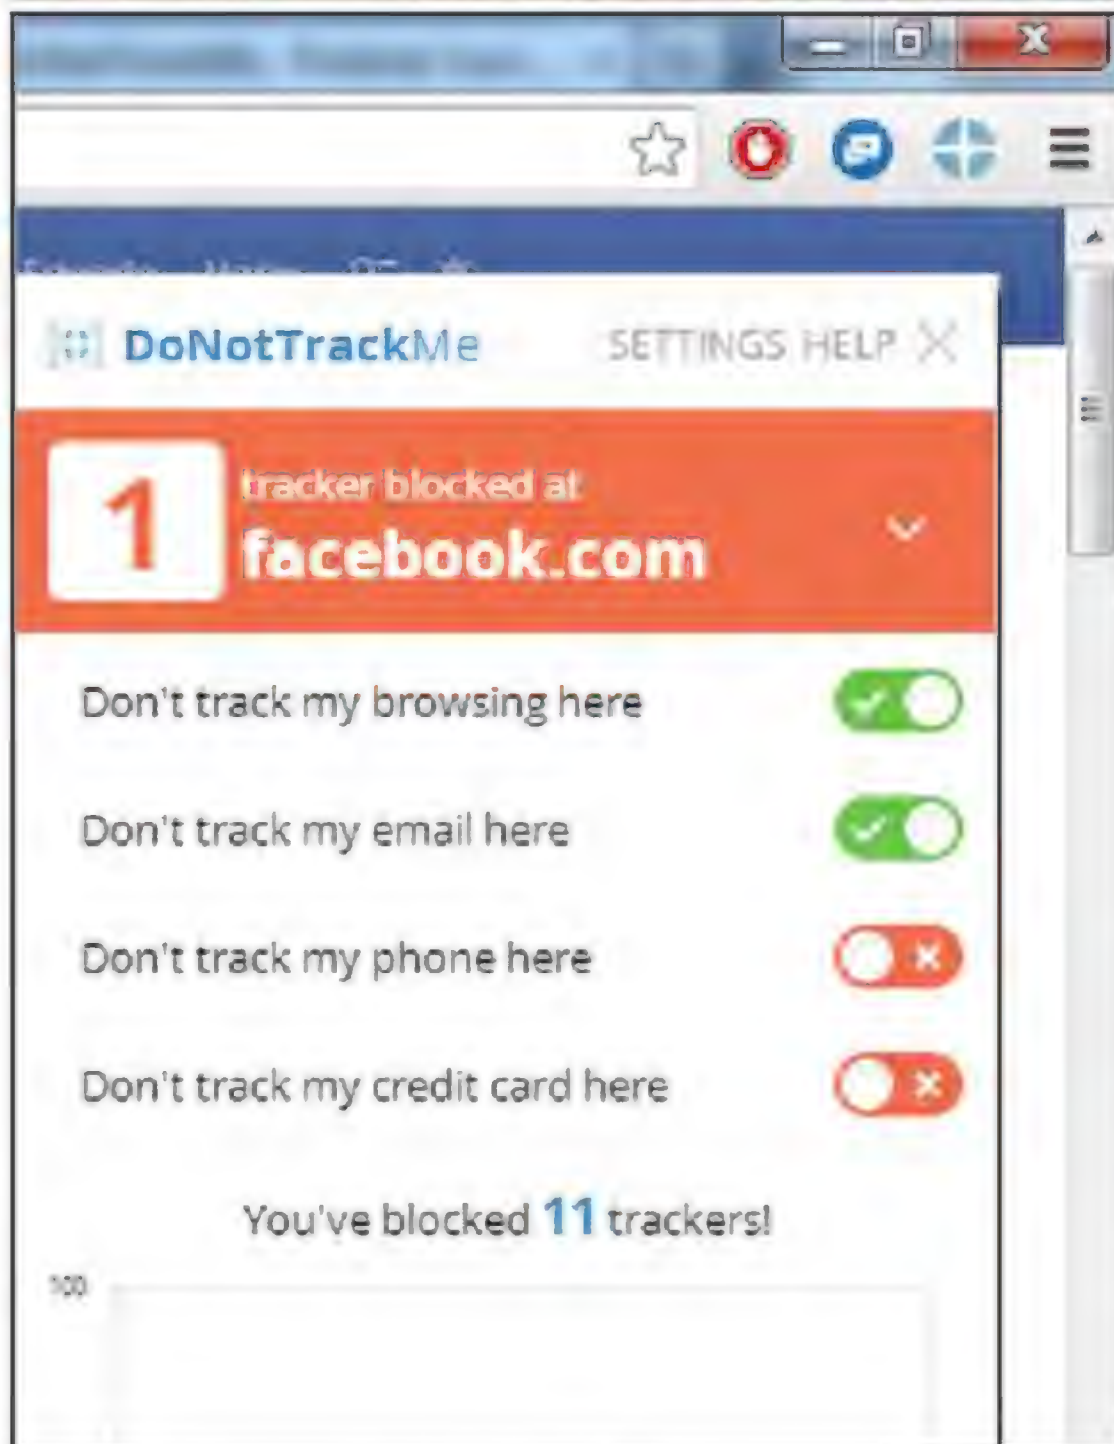 DoNotTrackMe SETTINGS HELP
1 tracker blocked at
facebook.com
Don't track my browsing here
Don't track my email here
Don't track my phone here
Don't track my credit card here
You've blocked 11 trackers!
100